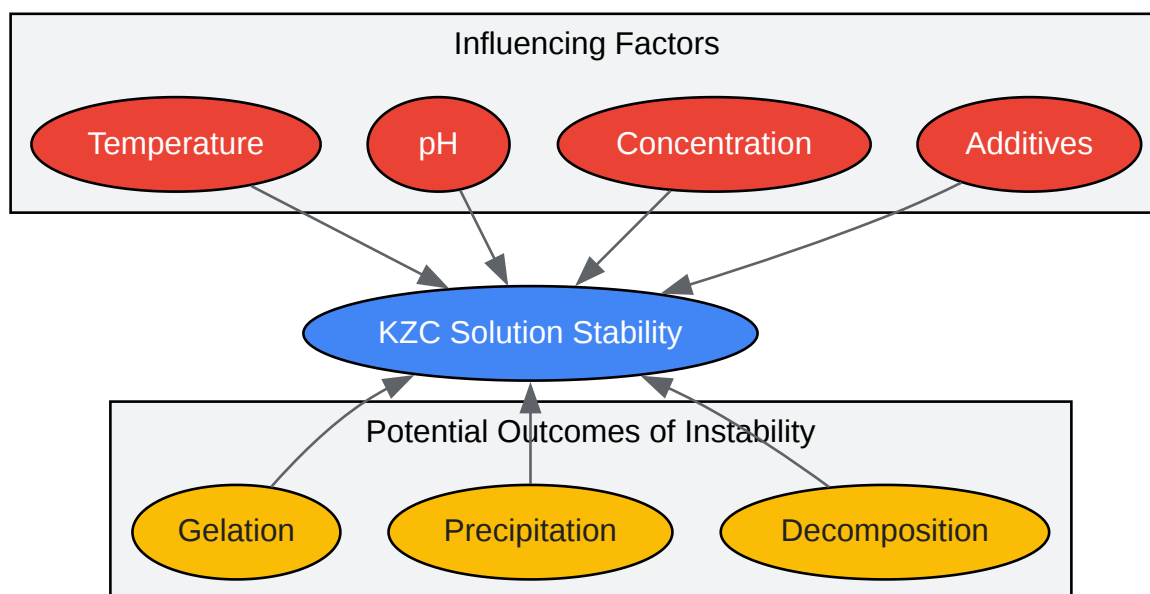 Influencing Factors
Temperature
pH
Concentration
Additives
KZC Solution Stability
Potential Outcomes of Instability
Gelation
Precipitation
Decomposition